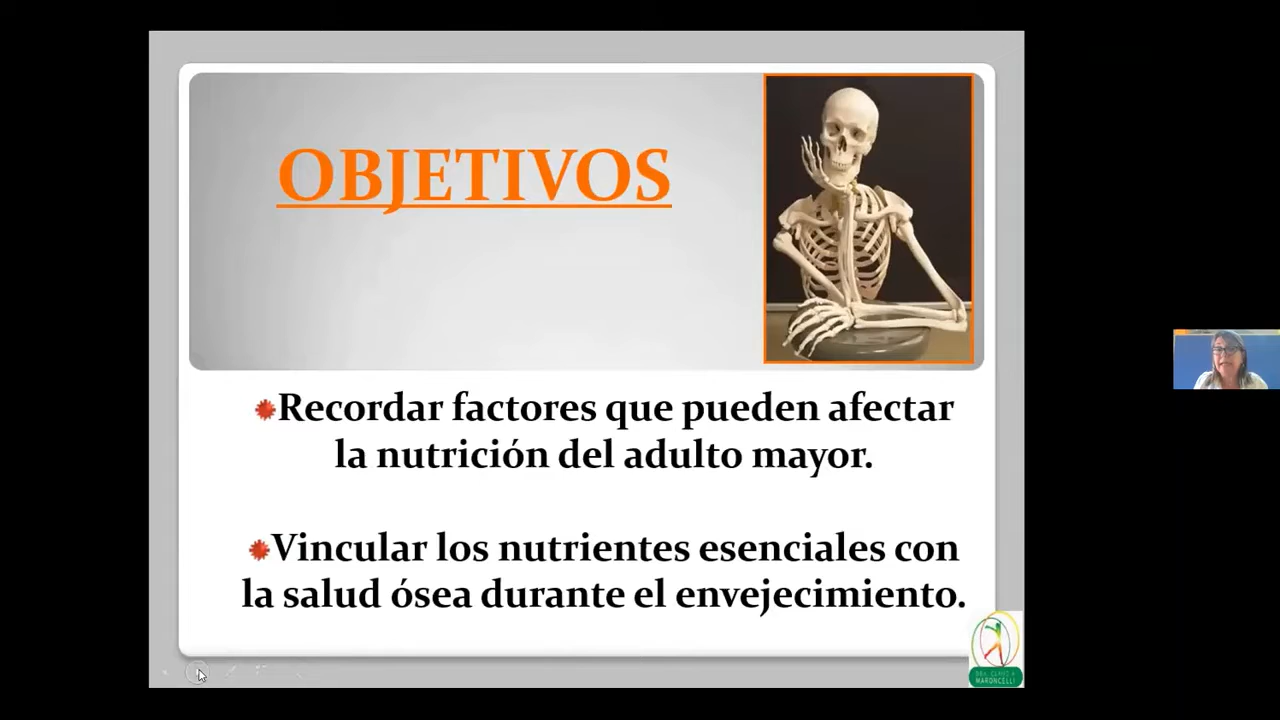 OBJETIVOS
Recordar factores que pueden afectar
la nutrición del adulto mayor.
Vincular los nutrientes esenciales con
la salud ósea durante el envejecimiento.
MARONCELLI